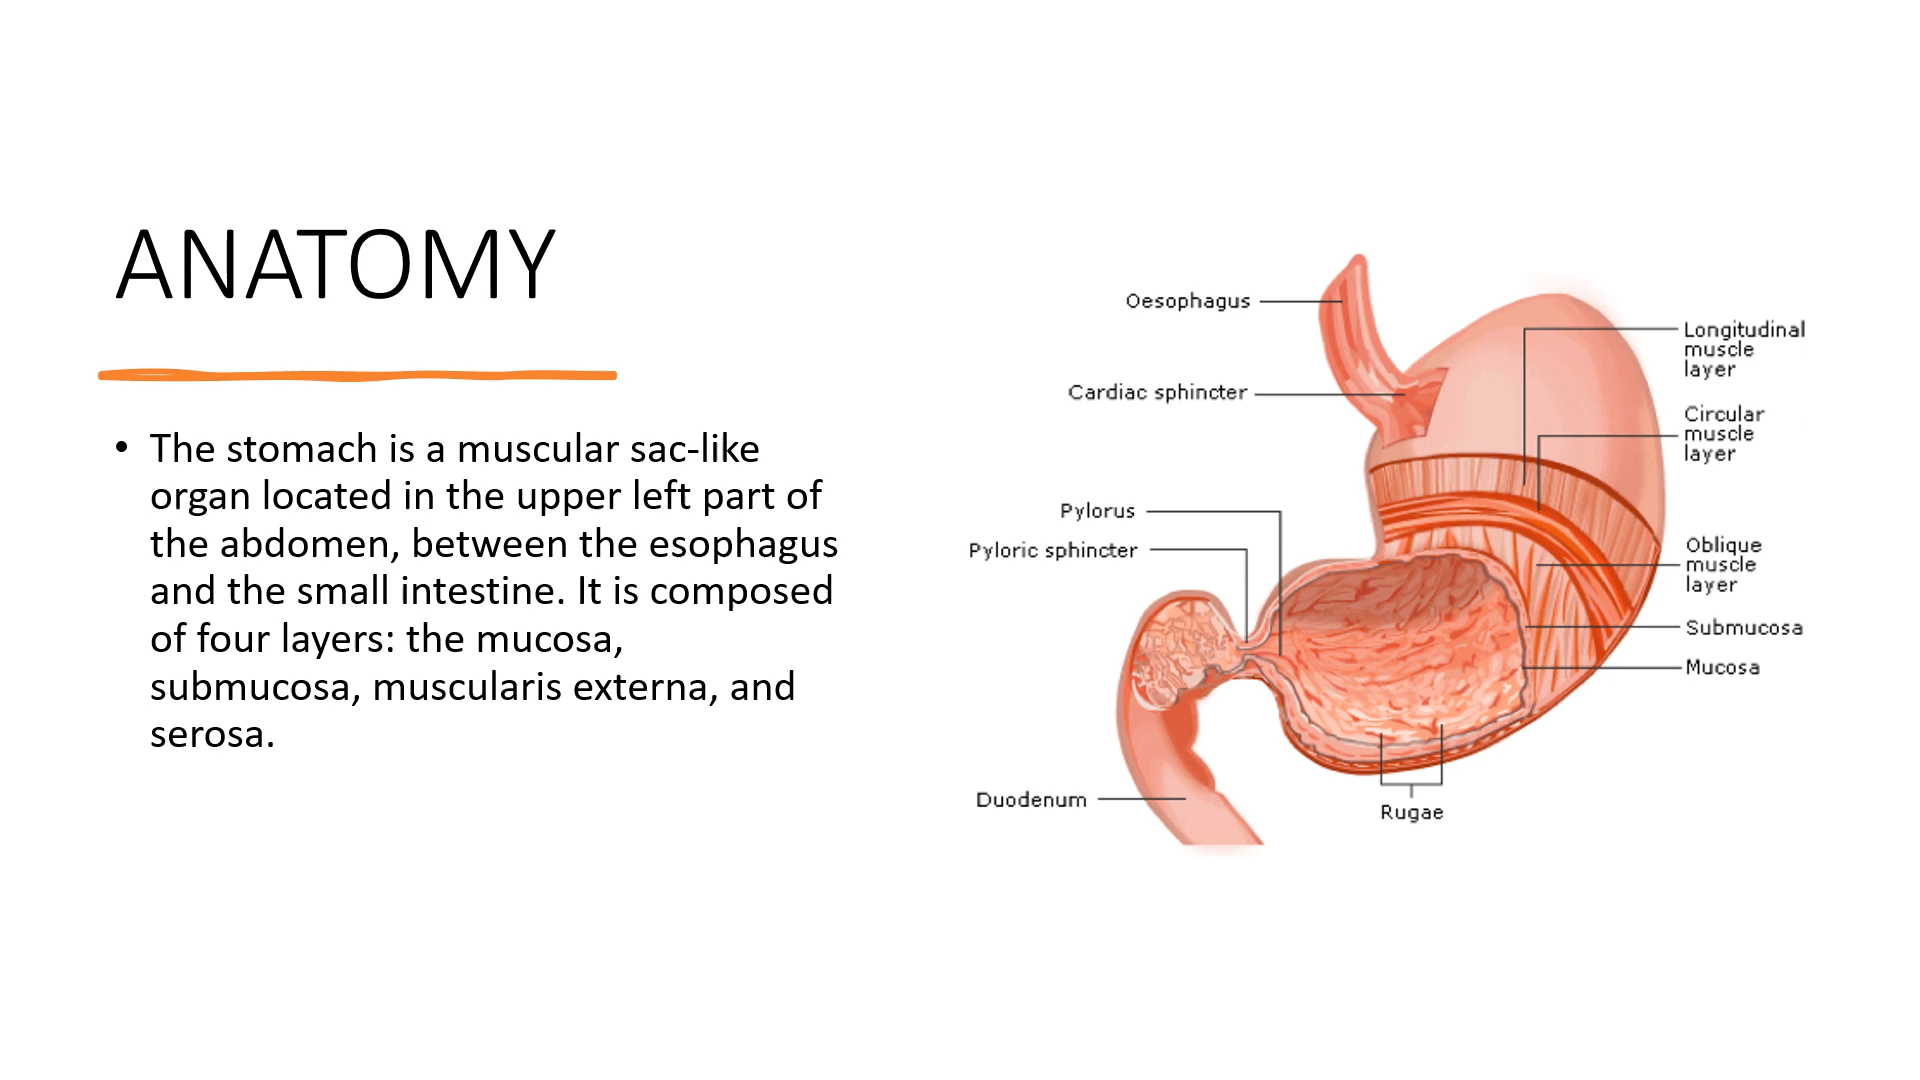 ANATOMY
• The stomach is a muscular sac-like
organ located in the upper left part of
the abdomen, between the esophagus
and the small intestine. It is composed
of four layers: the mucosa,
submucosa, muscularis externa, and
serosa.
Oesophagus
Cardiac sphincter
Pylorus
Pyloric sphincter
Duodenum
Longitudinal
muscle
layer
Circular
muscle
layer
Oblique
muscle
layer
Submucosa
Mucosa
Rugae